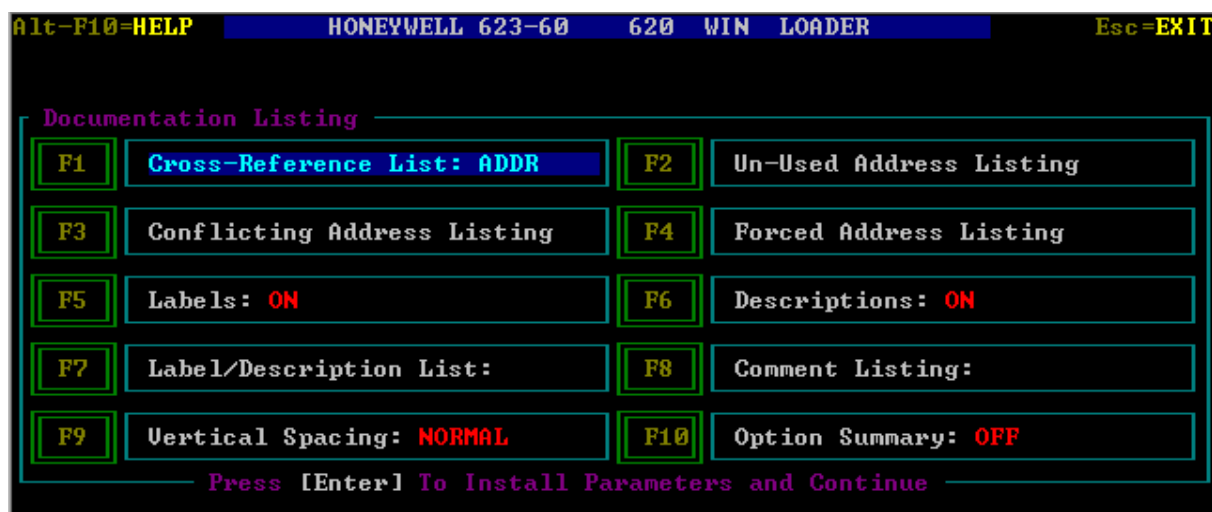 Alt-F10=HELP HONEYWELL 623-60 620 WIN LOADER Esc=EXIT
Documentation Listing
F1 Cross-Reference List: ADDR F2 Un-Used Address Listing
F3 Conflicting Address Listing F4 Forced Address Listing
F5 Labels: ON F6 Descriptions: ON
F7 Label/Description List: F8 Comment Listing:
F9 Vertical Spacing: NORMAL F10 Option Summary: OFF
Press [Enter] To Install Parameters and Continue